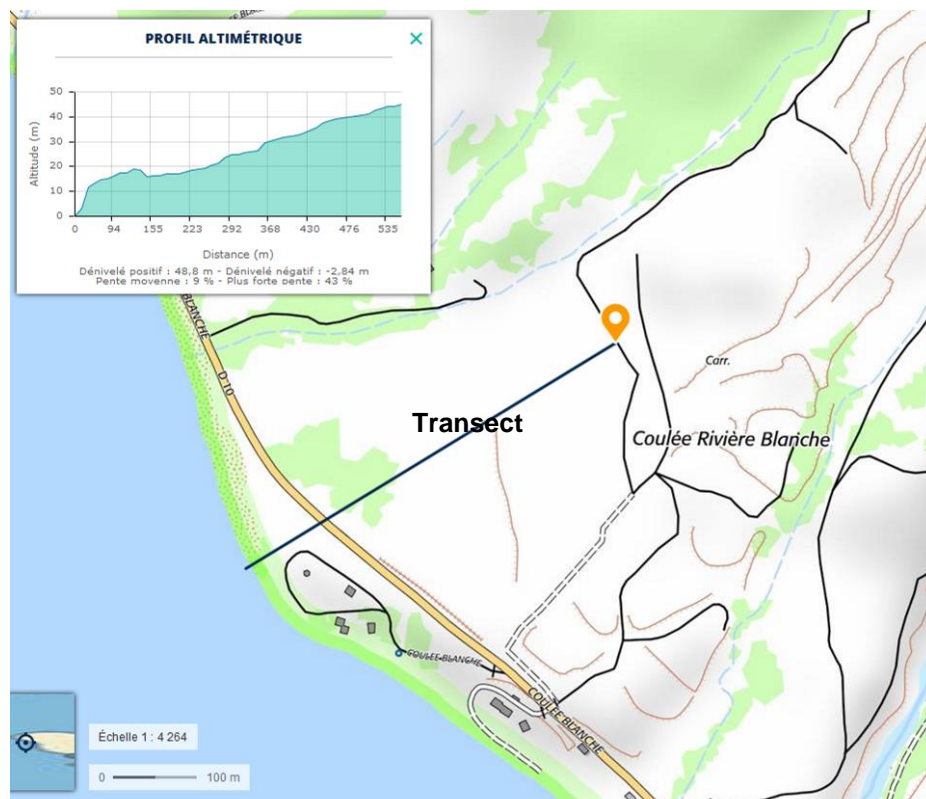 PROFIL ALTIMÉTRIQUE
×
50
40
30
20
10
0
Altitude (m)
0 94 155 223 292 368 430 476 535
Distance (m)
Dénivelé positif : 48,8 m - Dénivelé négatif : -2,84 m
Pente moyenne : 9 % - Plus forte pente : 43 %
BLANCHE
D 10
Carr.
Transect
Coulée Rivière Blanche
COULÉE BLANCHE
COULÉE BLANCHE
Échelle 1 : 4 264
0 100 m